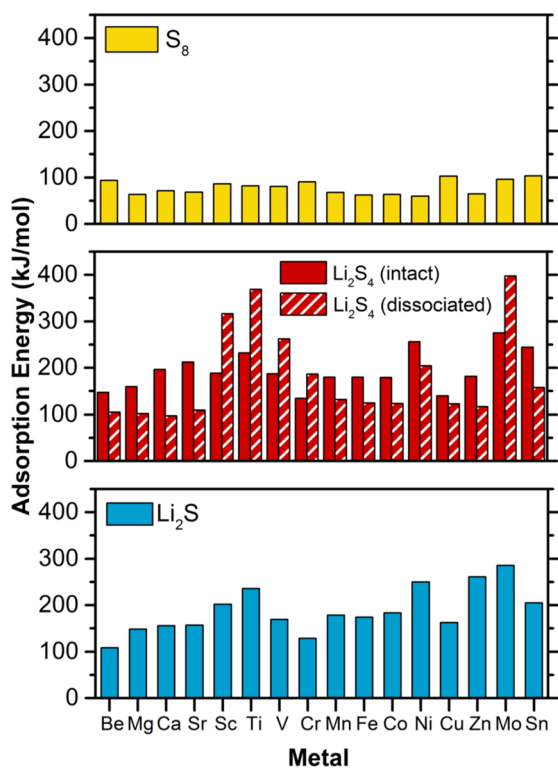 400
300
200
100
0
S₈
Adsorption Energy (kJ/mol)
400
300
200
100
0
Li₂S₄ (intact)
Li₂S₄ (dissociated)
400
300
200
100
0
Li₂S
Be Mg Ca Sr Sc Ti V Cr Mn Fe Co Ni Cu Zn Mo Sn
Metal